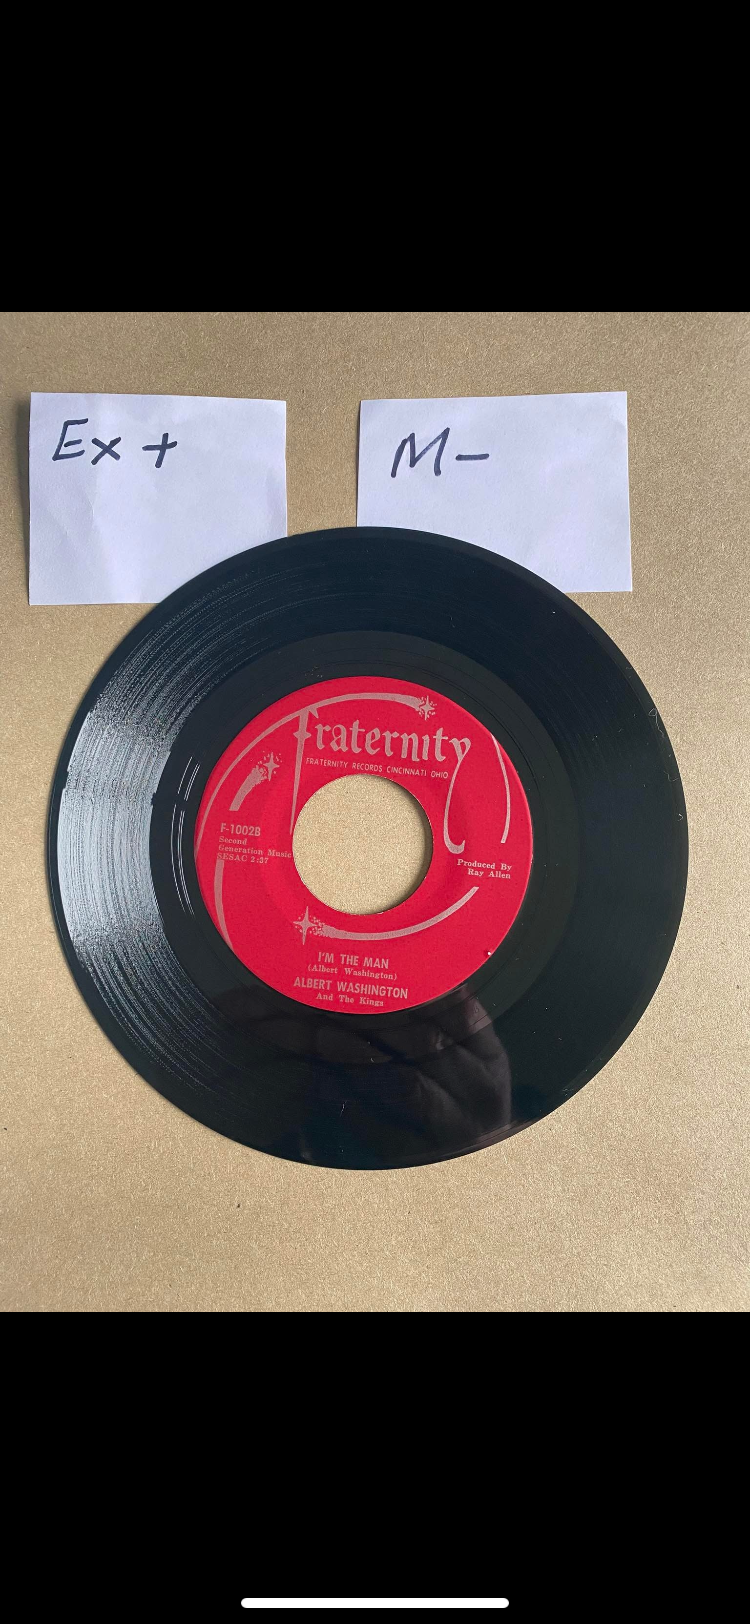 Ex +
M-
Fraternity
FRATERNITY RECORDS CINCINNATI OHIO
F-1002B
Second
Generation Music
SESAC 2:37
Produced By
Ray Allen
I'M THE MAN
(Albert Washington)
ALBERT WASHINGTON
And The Kings